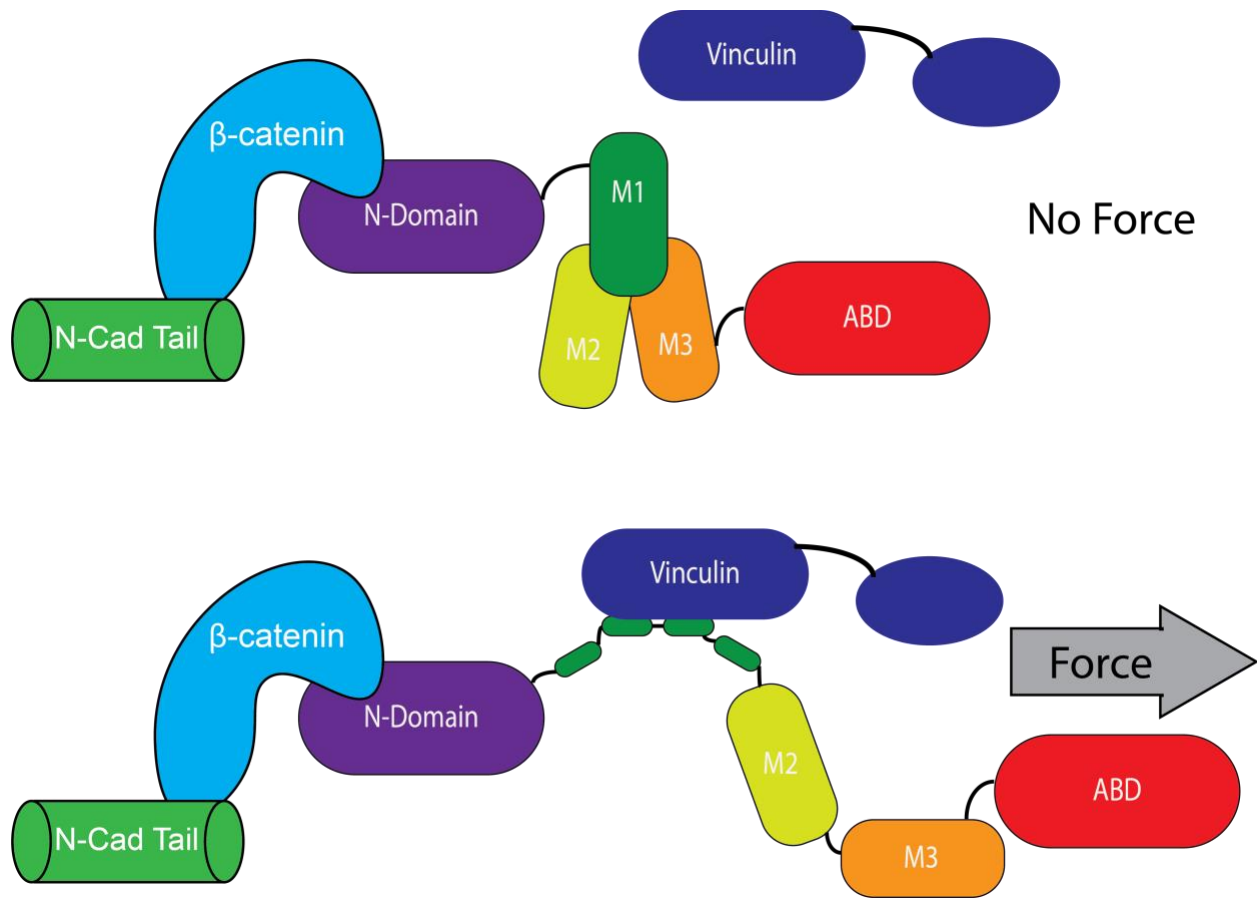 Vinculin
β-catenin
M1
N-Domain
No Force
ABD
N-Cad Tail
M2
M3
Vinculin
β-catenin
Force
N-Domain
M2
ABD
N-Cad Tail
M3